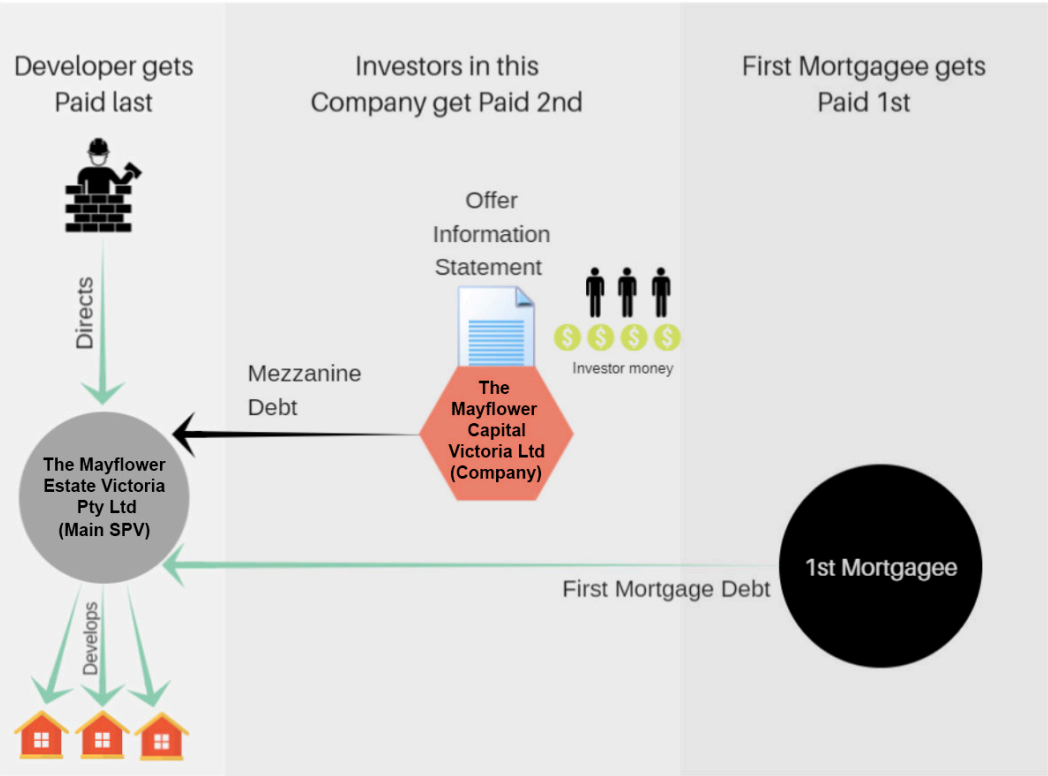 Developer gets
Paid last
Investors in this
Company get Paid 2nd
First Mortgagee gets
Paid 1st
Offer
Information
Statement
Directs
Investor money
Mezzanine
Debt
The
Mayflower
Capital
Victoria Ltd
(Company)
The Mayflower
Estate Victoria
Pty Ltd
(Main SPV)
1st Mortgagee
First Mortgage Debt
Develops
$ $ $ $